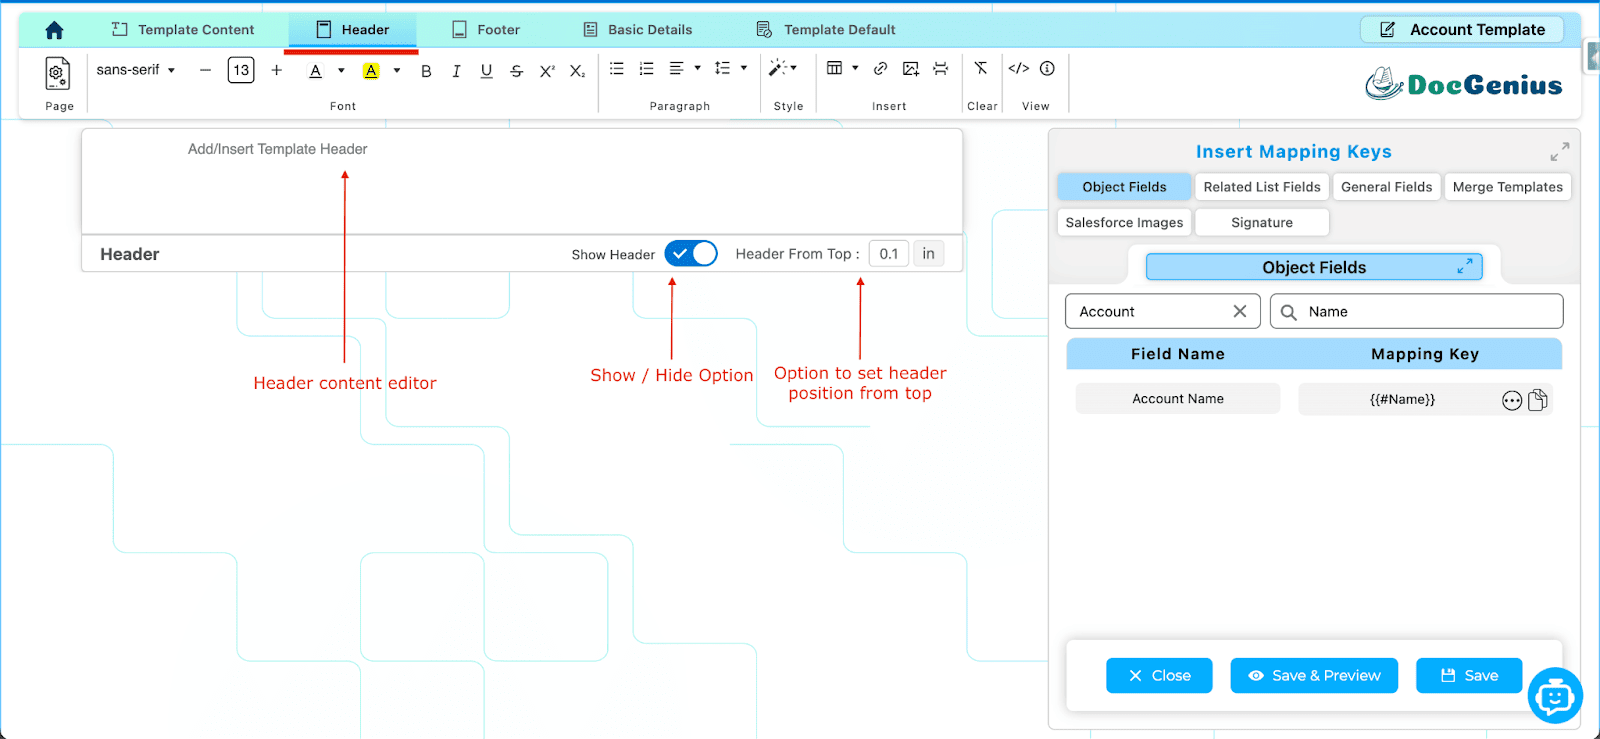 Template Content
Header
Footer
Basic Details
Template Default
Account Template
sans-serif
13
A
A
B
I
U
S
X²
X₂
</>
DocGenius
Page
Font
Paragraph
Style
Insert
Clear
View
Add/Insert Template Header
Header
Show Header
Header From Top :
0.1
in
Header content editor
Show / Hide Option
Option to set header
position from top
Insert Mapping Keys
Object Fields
Related List Fields
General Fields
Merge Templates
Salesforce Images
Signature
Object Fields
Account
Name
Field Name
Mapping Key
Account Name
{{#Name}}
Close
Save & Preview
Save